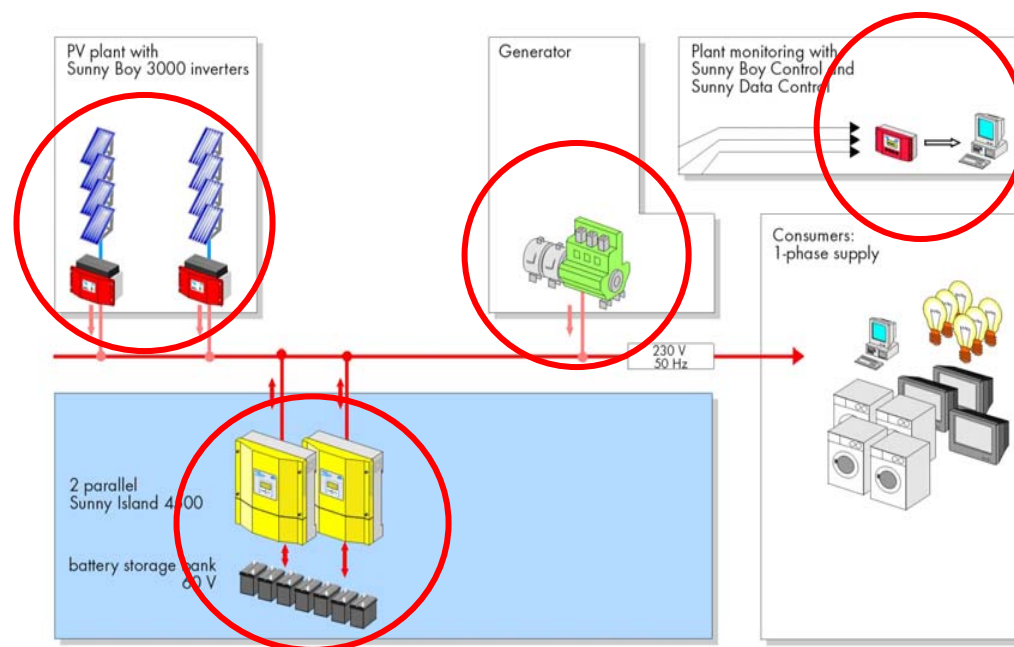 PV plant with
Sunny Boy 3000 inverters
Generator
Plant monitoring with
Sunny Boy Control and
Sunny Data Control
Consumers:
1-phase supply
230 V
50 Hz
2 parallel
Sunny Island 4500
battery storage bank
60 V